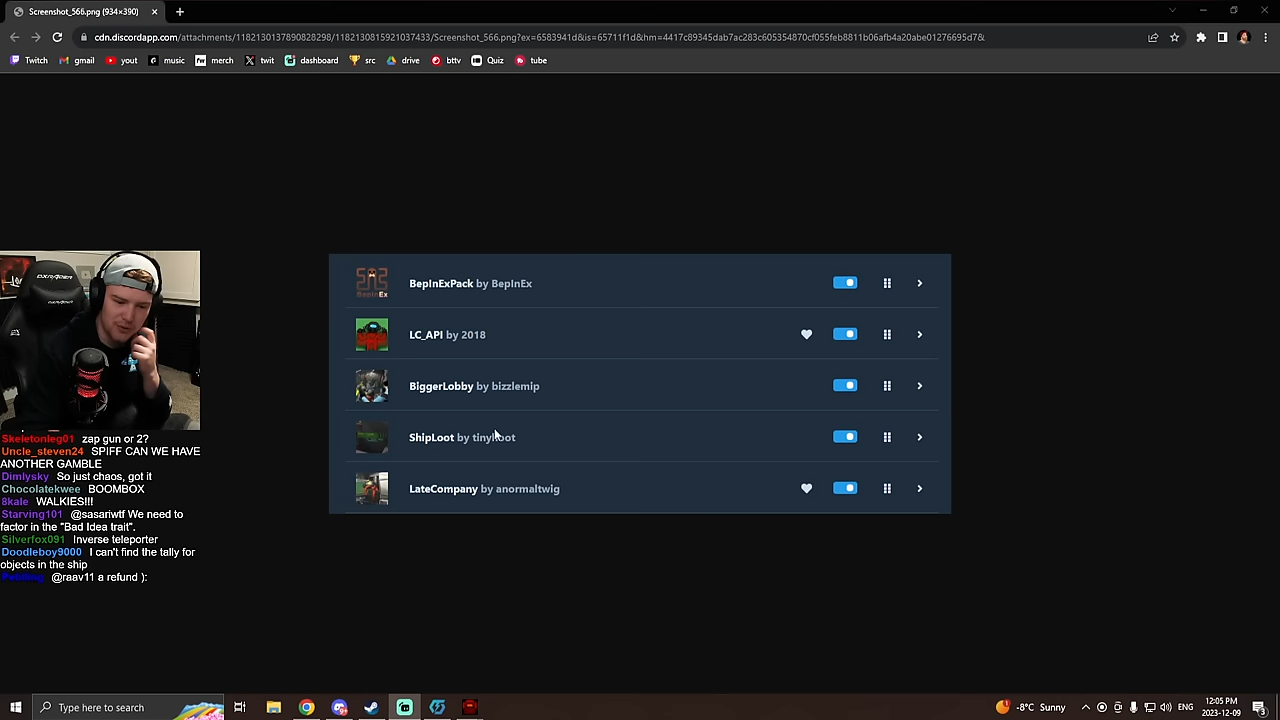 Screenshot_566.png (934×390)
cdn.discordapp.com/attachments/1182130137890828298/1182130815921037433/Screenshot_566.png?ex=6583941d&is=65711f1d&hm=4417c89345dab7ac283c605354870cf055feb8811b06afb4a20abe01276695d7&
Twitch gmail yout music merch twit dashboard src drive bttv Quiz tube
BepInExPack by BepInEx
LC_API by 2018
BiggerLobby by bizzlemip
ShipLoot by
LateCompany by anormaltwig
DXRACER
Skeletonleg01 zap gun or 2?
Uncle_steven24 SPIFF CAN WE HAVE
ANOTHER GAMBLE
Dimlysky So just chaos, got it
Chocolatekwee BOOMBOX
8kale WALKIES!!!
Starving101 @sasariwtf We need to
factor in the "Bad Idea trait".
Silverfox091 Inverse teleporter
Doodleboy9000 I can't find the tally for
objects in the ship
@raav11 a refund ):
Type here to search
-8°C Sunny
ENG
12:05 PM
2023-12-09